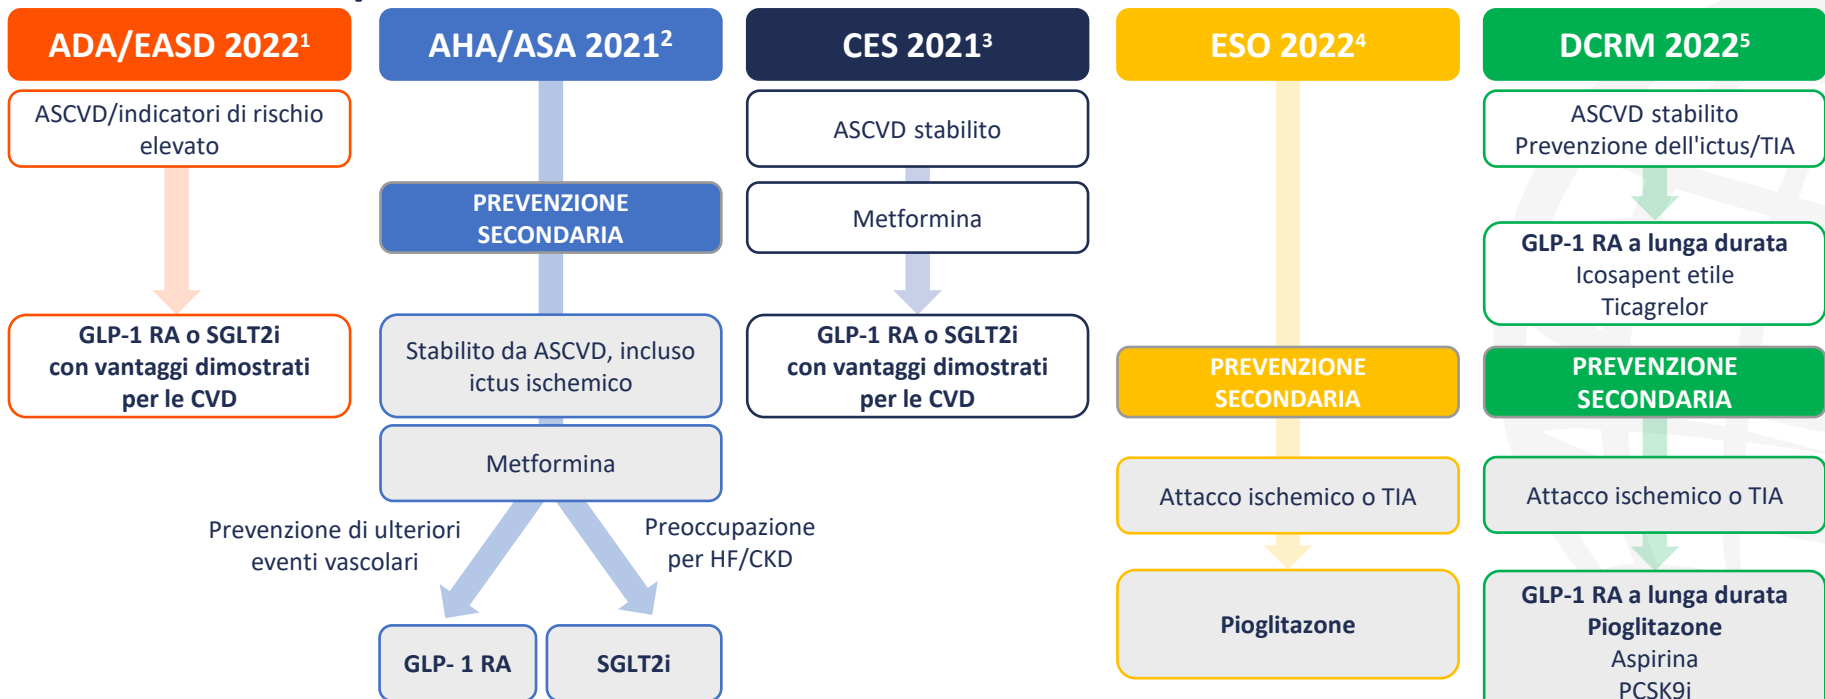 ADA/EASD 2022¹
ASCVD/indicatori di rischio
elevato
GLP-1 RA o SGLT2i
con vantaggi dimostrati
per le CVD
AHA/ASA 2021²
PREVENZIONE
SECONDARIA
Stabilito da ASCVD, incluso
ictus ischemico
Metformina
Prevenzione di ulteriori
eventi vascolari
Preoccupazione
per HF/CKD
GLP- 1 RA
SGLT2i
CES 2021³
ASCVD stabilito
Metformina
GLP-1 RA o SGLT2i
con vantaggi dimostrati
per le CVD
ESO 2022⁴
PREVENZIONE
SECONDARIA
Attacco ischemico o TIA
Pioglitazone
DCRM 2022⁵
ASCVD stabilito
Prevenzione dell'ictus/TIA
GLP-1 RA a lunga durata
Icosapent etile
Ticagrelor
PREVENZIONE
SECONDARIA
Attacco ischemico o TIA
GLP-1 RA a lunga durata
Pioglitazone
Aspirina
PCSK9i